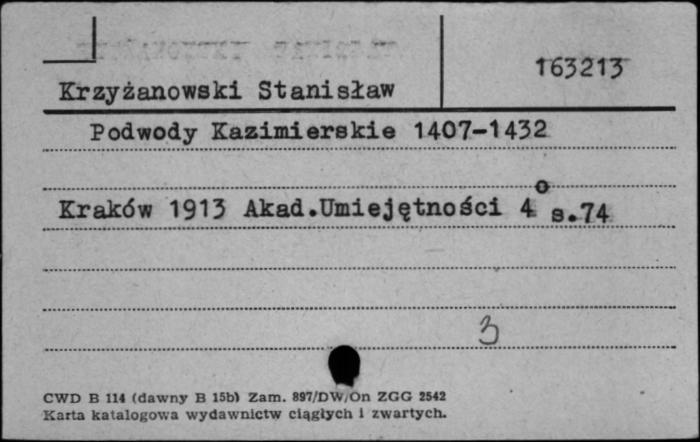 163213
Krzyżanowski Stanisław
Podwody Kazimierskie 1407-1432
Kraków 1913 Akad.Umiejętności 4° s.74
3
CWD B 114 (dawny B 15b) Zam. 897/DW/On ZGG 2542
Karta katalogowa wydawnictw ciągłych i zwartych.